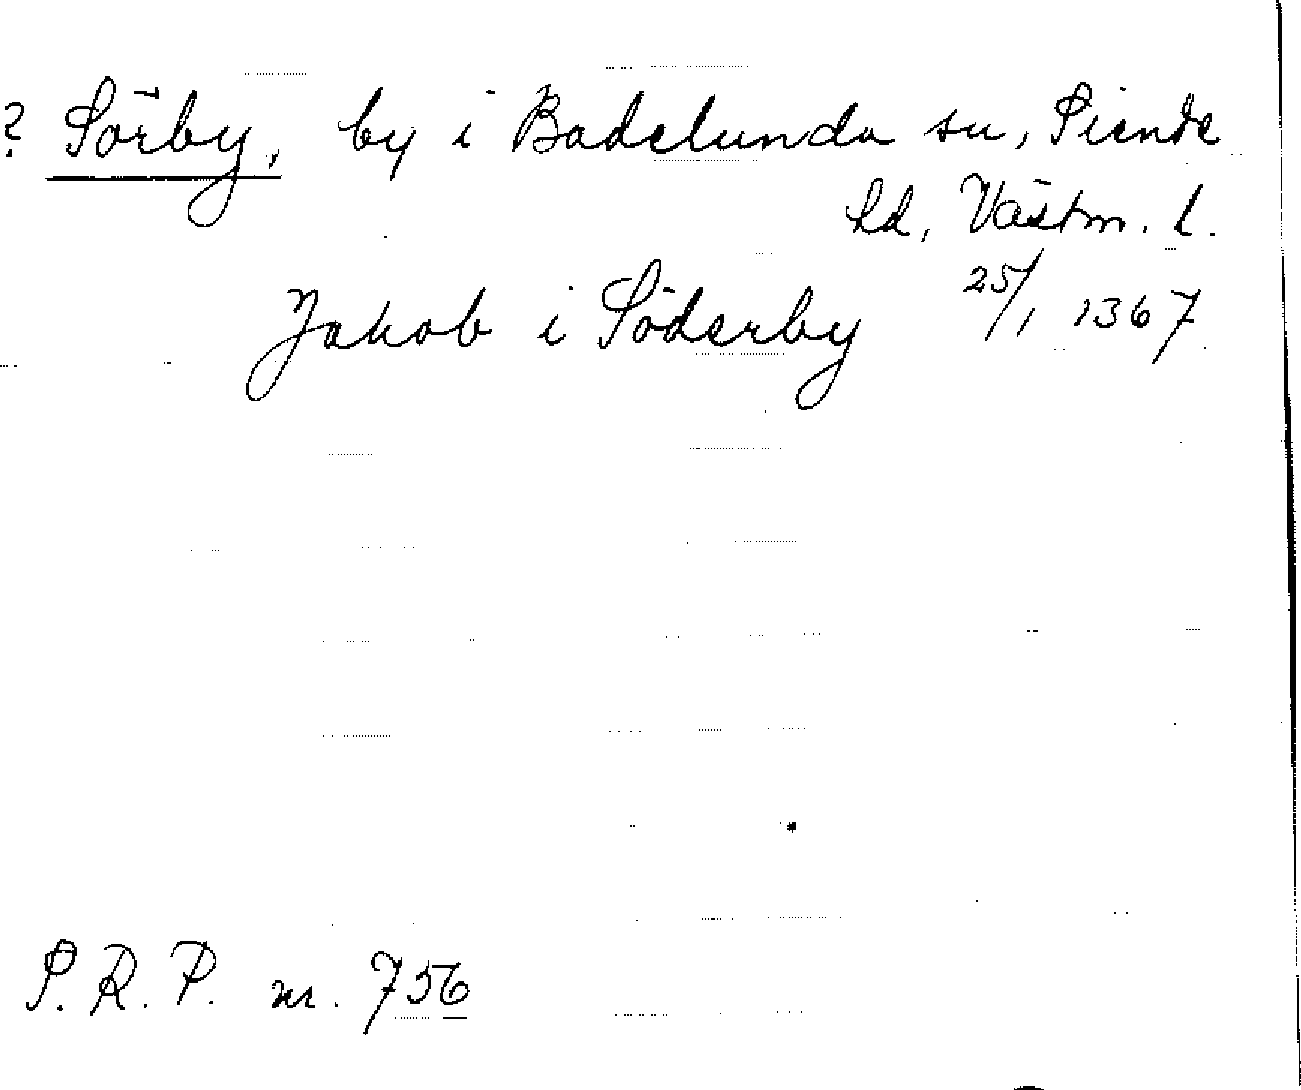 ? Sörby, by i Badelunda sn, Siende
hd, Västm. l.
Jakob i Söderby 25/1 1367
S.R.P. nr. 756